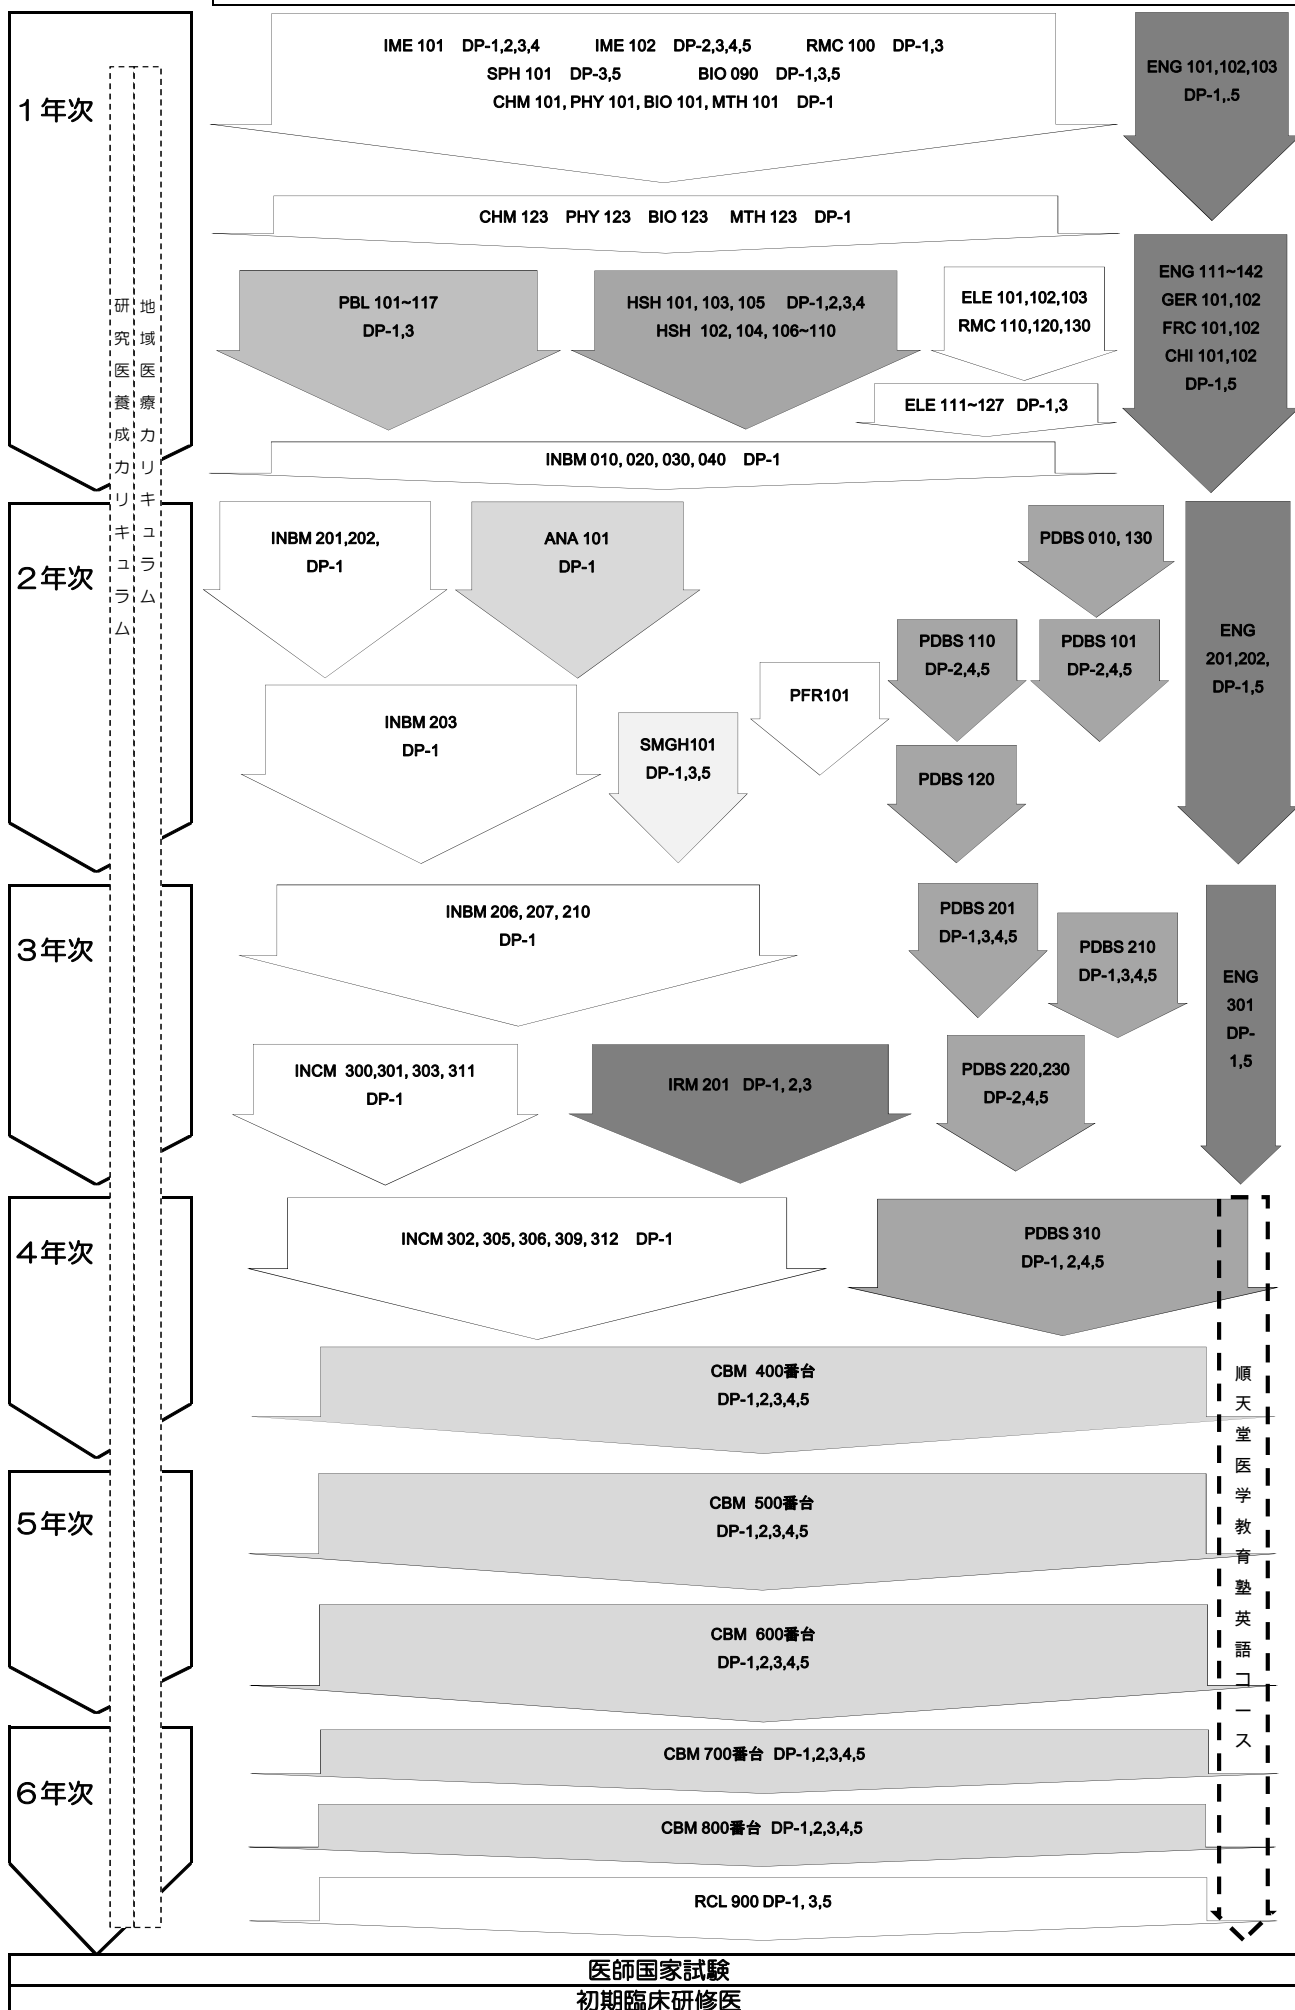 1年次
IME 101 DP-1,2,3,4 IME 102 DP-2,3,4,5 RMC 100 DP-1,3
SPH 101 DP-3,5 BIO 090 DP-1,3,5
CHM 101, PHY 101, BIO 101, MTH 101 DP-1
ENG 101,102,103
DP-1,.5
CHM 123 PHY 123 BIO 123 MTH 123 DP-1
PBL 101~117
DP-1,3
HSH 101, 103, 105 DP-1,2,3,4
HSH 102, 104, 106~110
ELE 101,102,103
RMC 110,120,130
ELE 111~127 DP-1,3
ENG 111~142
GER 101,102
FRC 101,102
CHI 101,102
DP-1,5
INBM 010, 020, 030, 040 DP-1
研究医養成カリキュラム
地域医療カリキュラム
2年次
INBM 201,202,
DP-1
ANA 101
DP-1
PDBS 010, 130
PDBS 110
DP-2,4,5
PDBS 101
DP-2,4,5
ENG
201,202,
DP-1,5
INBM 203
DP-1
SMGH101
DP-1,3,5
PFR101
PDBS 120
3年次
INBM 206, 207, 210
DP-1
PDBS 201
DP-1,3,4,5
PDBS 210
DP-1,3,4,5
ENG
301
DP-
1,5
INCM 300,301, 303, 311
DP-1
IRM 201 DP-1, 2,3
PDBS 220,230
DP-2,4,5
4年次
INCM 302, 305, 306, 309, 312 DP-1
PDBS 310
DP-1, 2,4,5
CBM 400番台
DP-1,2,3,4,5
順天堂医学教育塾英語コース
5年次
CBM 500番台
DP-1,2,3,4,5
CBM 600番台
DP-1,2,3,4,5
6年次
CBM 700番台 DP-1,2,3,4,5
CBM 800番台 DP-1,2,3,4,5
RCL 900 DP-1, 3,5
医師国家試験
初期臨床研修医